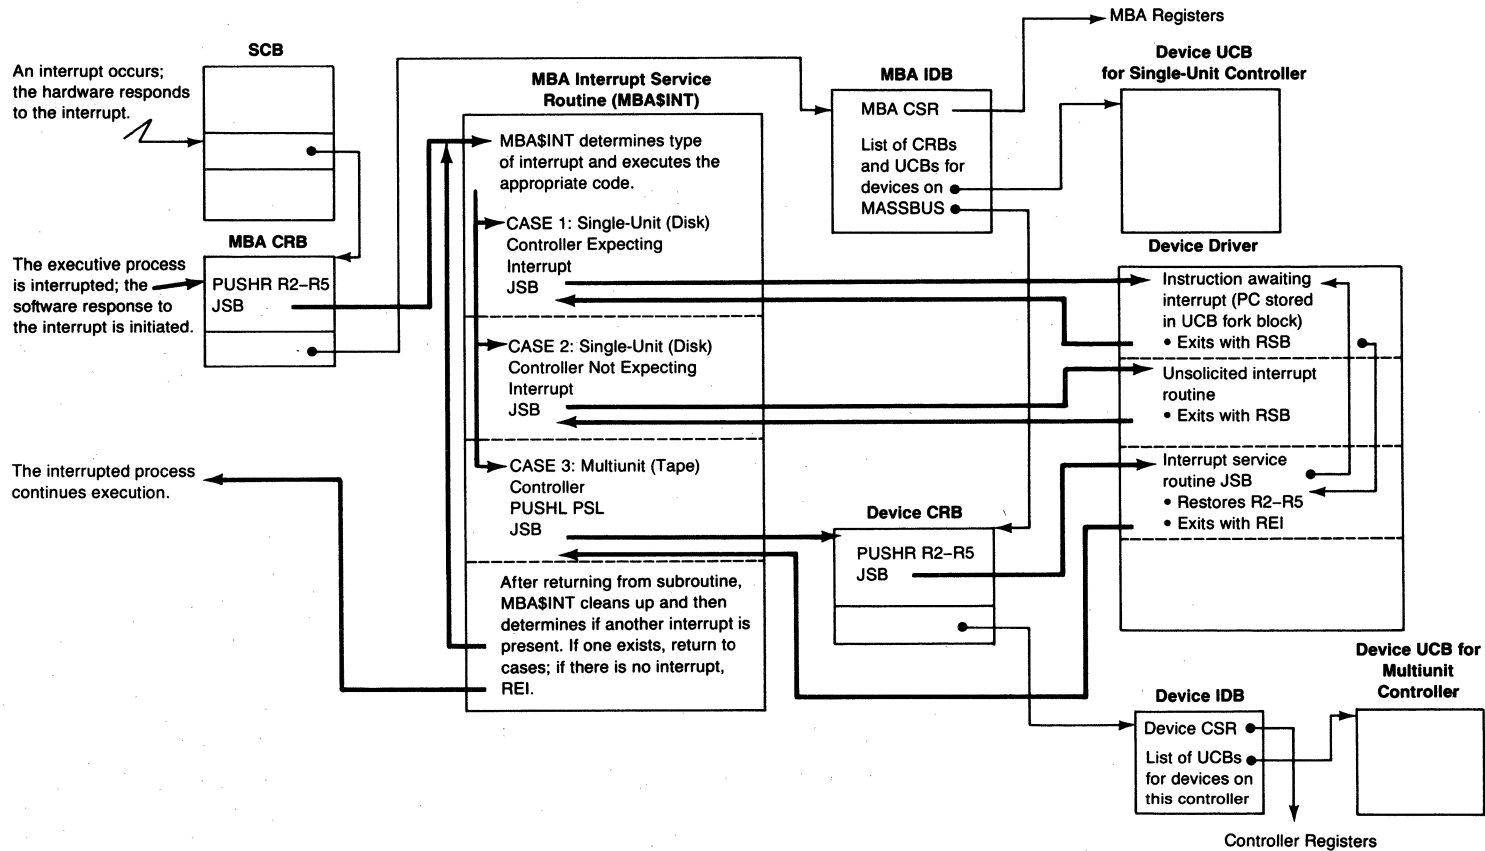 SCB
An interrupt occurs;
the hardware responds
to the interrupt.
MBA CRB
The executive process
is interrupted; the
software response to
the interrupt is initiated.
PUSHR R2–R5
JSB
The interrupted process
continues execution.
MBA Interrupt Service
Routine (MBA$INT)
MBA$INT determines type
of interrupt and executes the
appropriate code.
CASE 1: Single-Unit (Disk)
Controller Expecting
Interrupt
JSB
CASE 2: Single-Unit (Disk)
Controller Not Expecting
Interrupt
JSB
CASE 3: Multiunit (Tape)
Controller
PUSHL PSL
JSB
After returning from subroutine,
MBA$INT cleans up and then
determines if another interrupt is
present. If one exists, return to
cases; if there is no interrupt,
REI.
MBA IDB
MBA CSR
List of CRBs
and UCBs for
devices on
MASSBUS
MBA Registers
Device UCB
for Single-Unit Controller
Device Driver
Instruction awaiting
interrupt (PC stored
in UCB fork block)
• Exits with RSB
Unsolicited interrupt
routine
• Exits with RSB
Interrupt service
routine JSB
• Restores R2–R5
• Exits with REI
Device CRB
PUSHR R2–R5
JSB
Device IDB
Device CSR
List of UCBs
for devices on
this controller
Device UCB for
Multiunit
Controller
Controller Registers